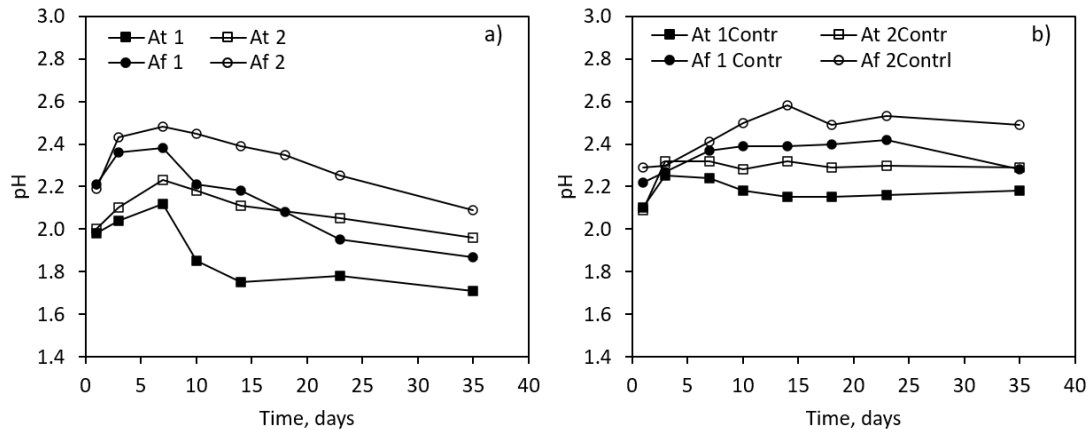 a)
At 1 At 2
Af 1 Af 2
3.0
2.8
2.6
2.4
2.2
2.0
1.8
1.6
1.4
pH
0 5 10 15 20 25 30 35 40
Time, days
b)
At 1Contr At 2Contr
Af 1 Contr Af 2Contrl
3.0
2.8
2.6
2.4
2.2
2.0
1.8
1.6
1.4
pH
0 5 10 15 20 25 30 35 40
Time, days